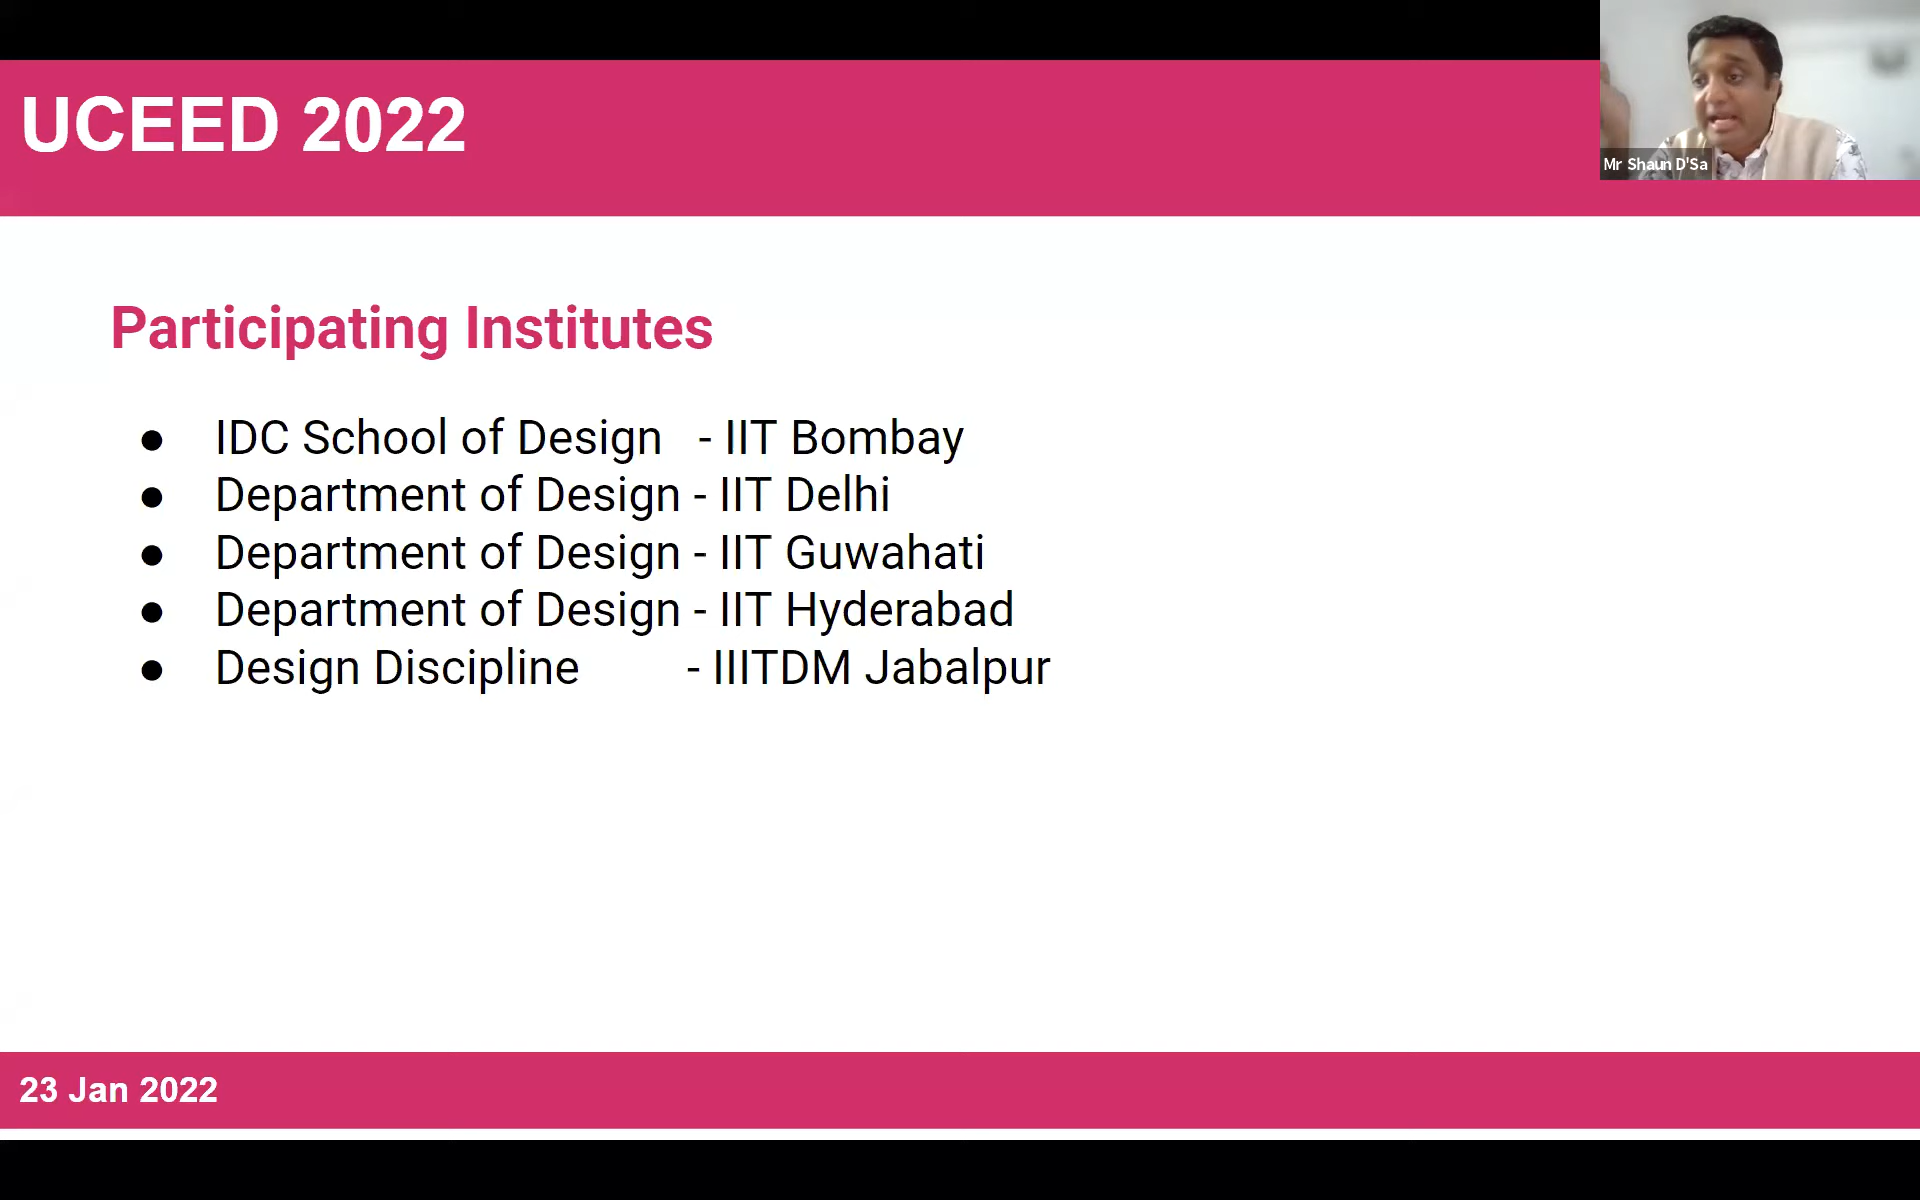 UCEED 2022
Mr Shaun D'Sa
Participating Institutes
● IDC School of Design - IIT Bombay
● Department of Design - IIT Delhi
● Department of Design - IIT Guwahati
● Department of Design - IIT Hyderabad
● Design Discipline - IIITDM Jabalpur
23 Jan 2022